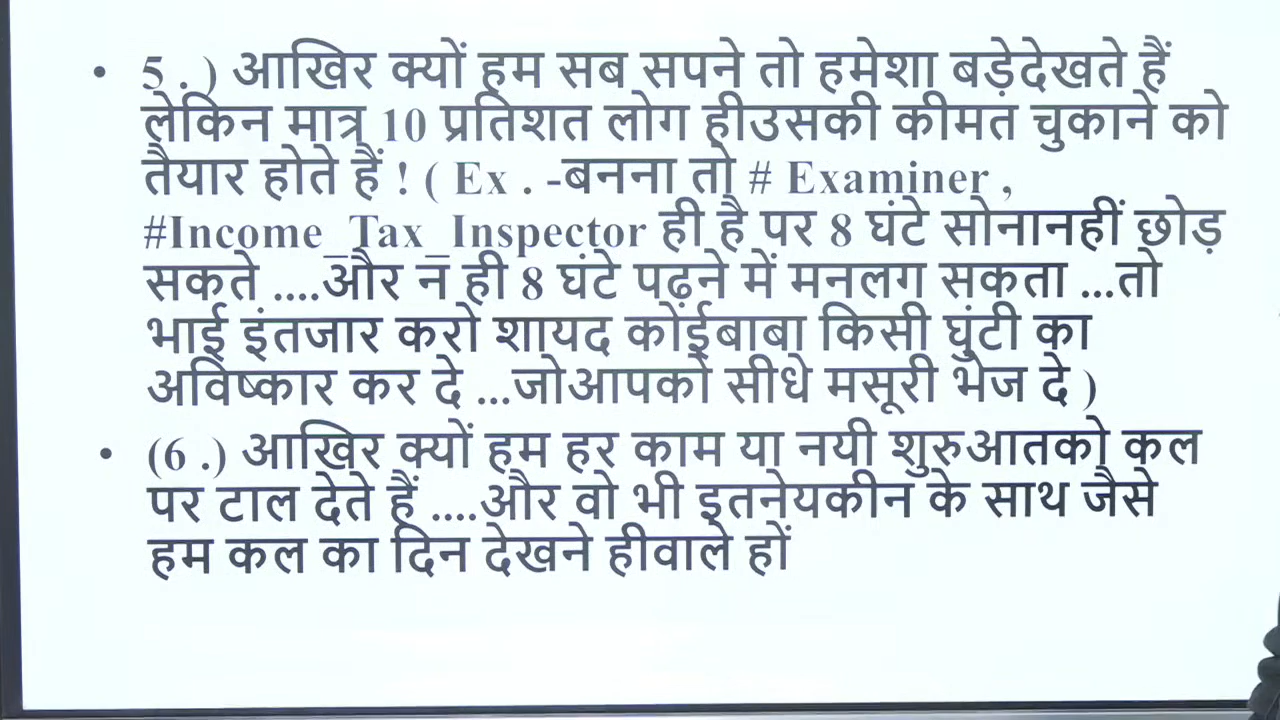 • 5 . ) आखिर क्यों हम सब सपने तो हमेशा बड़ेदेखते हैं
लेकिन मात्र 10 प्रतिशत लोग हीउसकी कीमत चुकाने को
तैयार होते हैं ! ( Ex . -बनना तो # Examiner ,
#Income_Tax_Inspector ही है पर 8 घंटे सोनानहीं छोड़
सकते ....और न ही 8 घंटे पढ़ने में मनलग सकता ...तो
भाई इंतजार करो शायद कोईबाबा किसी घुंटी का
अविष्कार कर दे ...जोआपको सीधे मसूरी भेज दे )
• (6 .) आखिर क्यों हम हर काम या नयी शुरुआतको कल
पर टाल देते हैं ....और वो भी इतनेयकीन के साथ जैसे
हम कल का दिन देखने हीवाले हों